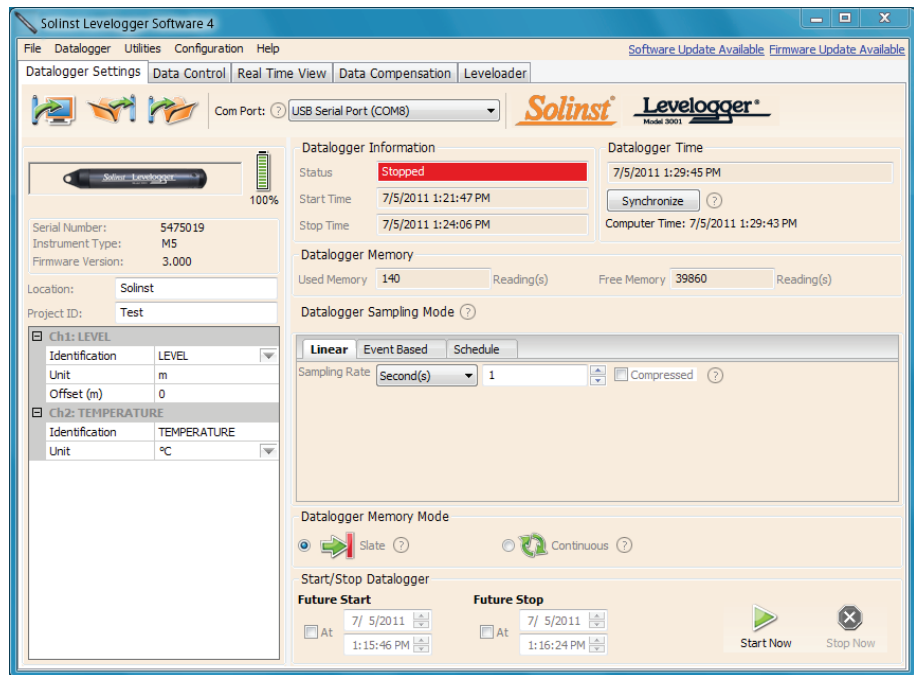 Solinst Levelogger Software 4
File Datalogger Utilities Configuration Help
Software Update Available Firmware Update Available
Datalogger Settings Data Control Real Time View Data Compensation Leveloader
Com Port: ? USB Serial Port (COM8)
Solinst Levelogger
Model 3001
Solinst Levelogger
100%
Serial Number: 5475019
Instrument Type: M5
Firmware Version: 3.000
Location: Solinst
Project ID: Test
Ch1: LEVEL
Identification LEVEL
Unit m
Offset (m) 0
Ch2: TEMPERATURE
Identification TEMPERATURE
Unit °C
Datalogger Information
Status Stopped
Start Time 7/5/2011 1:21:47 PM
Stop Time 7/5/2011 1:24:06 PM
Datalogger Time
7/5/2011 1:29:45 PM
Synchronize ?
Computer Time: 7/5/2011 1:29:43 PM
Datalogger Memory
Used Memory 140 Reading(s) Free Memory 39860 Reading(s)
Datalogger Sampling Mode ?
Linear Event Based Schedule
Sampling Rate Second(s) 1 Compressed ?
Datalogger Memory Mode
Slate ? Continuous ?
Start/Stop Datalogger
Future Start Future Stop
At 7/ 5/2011 At 7/ 5/2011
1:15:46 PM 1:16:24 PM
Start Now Stop Now